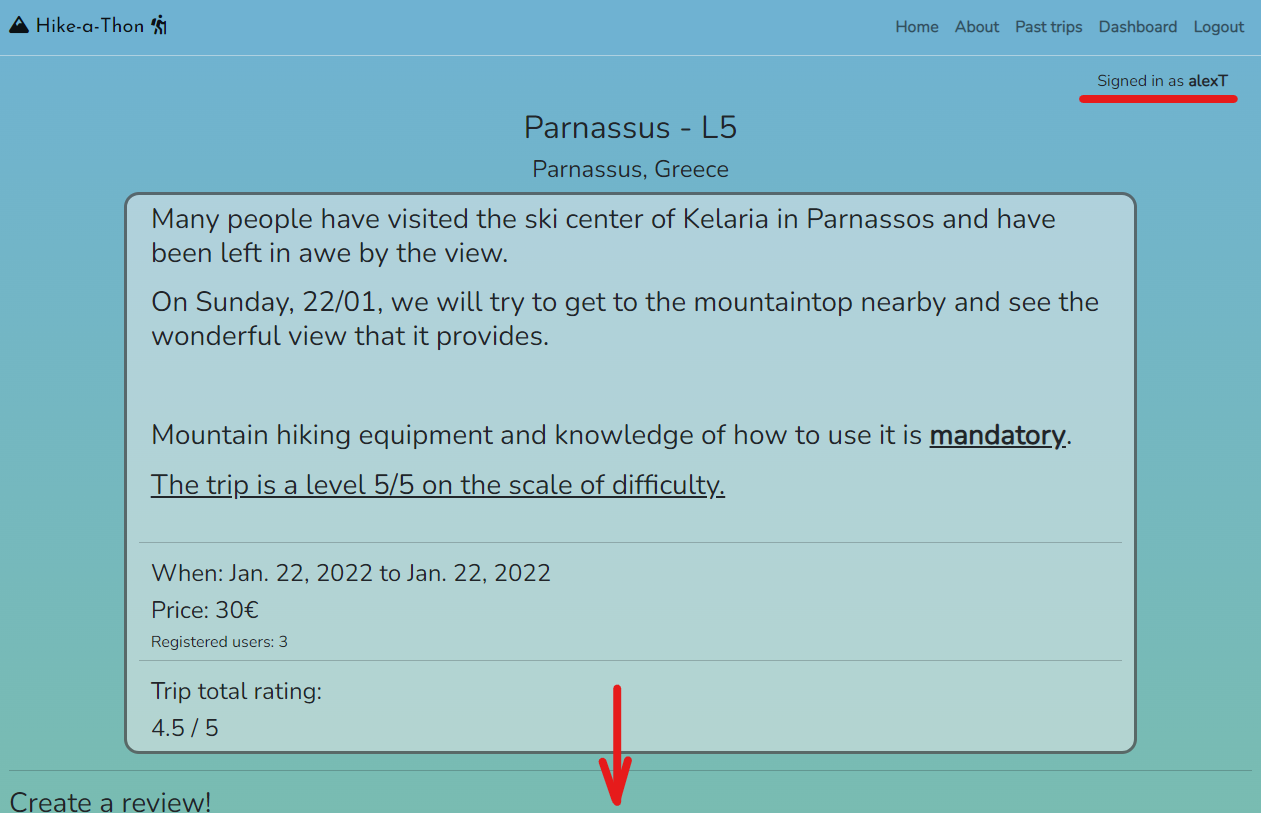 Hike-a-Thon
Home About Past trips Dashboard Logout
Signed in as alexT
Parnassus - L5
Parnassus, Greece
Many people have visited the ski center of Kelaria in Parnassos and have
been left in awe by the view.
On Sunday, 22/01, we will try to get to the mountaintop nearby and see the
wonderful view that it provides.
Mountain hiking equipment and knowledge of how to use it is mandatory.
The trip is a level 5/5 on the scale of difficulty.
When: Jan. 22, 2022 to Jan. 22, 2022
Price: 30€
Registered users: 3
Trip total rating:
4.5 / 5
Create a review!